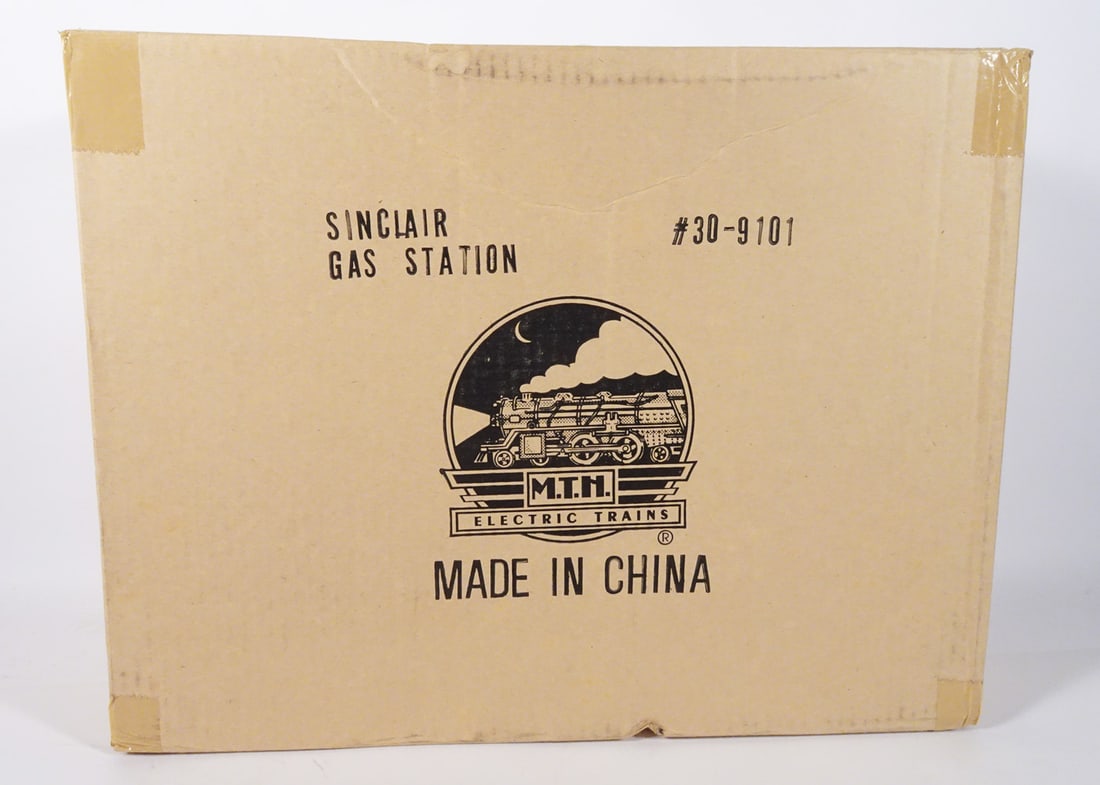 SINCLAIR
GAS STATION
#30-9101
M.T.H.
ELECTRIC TRAINS
®
MADE IN CHINA